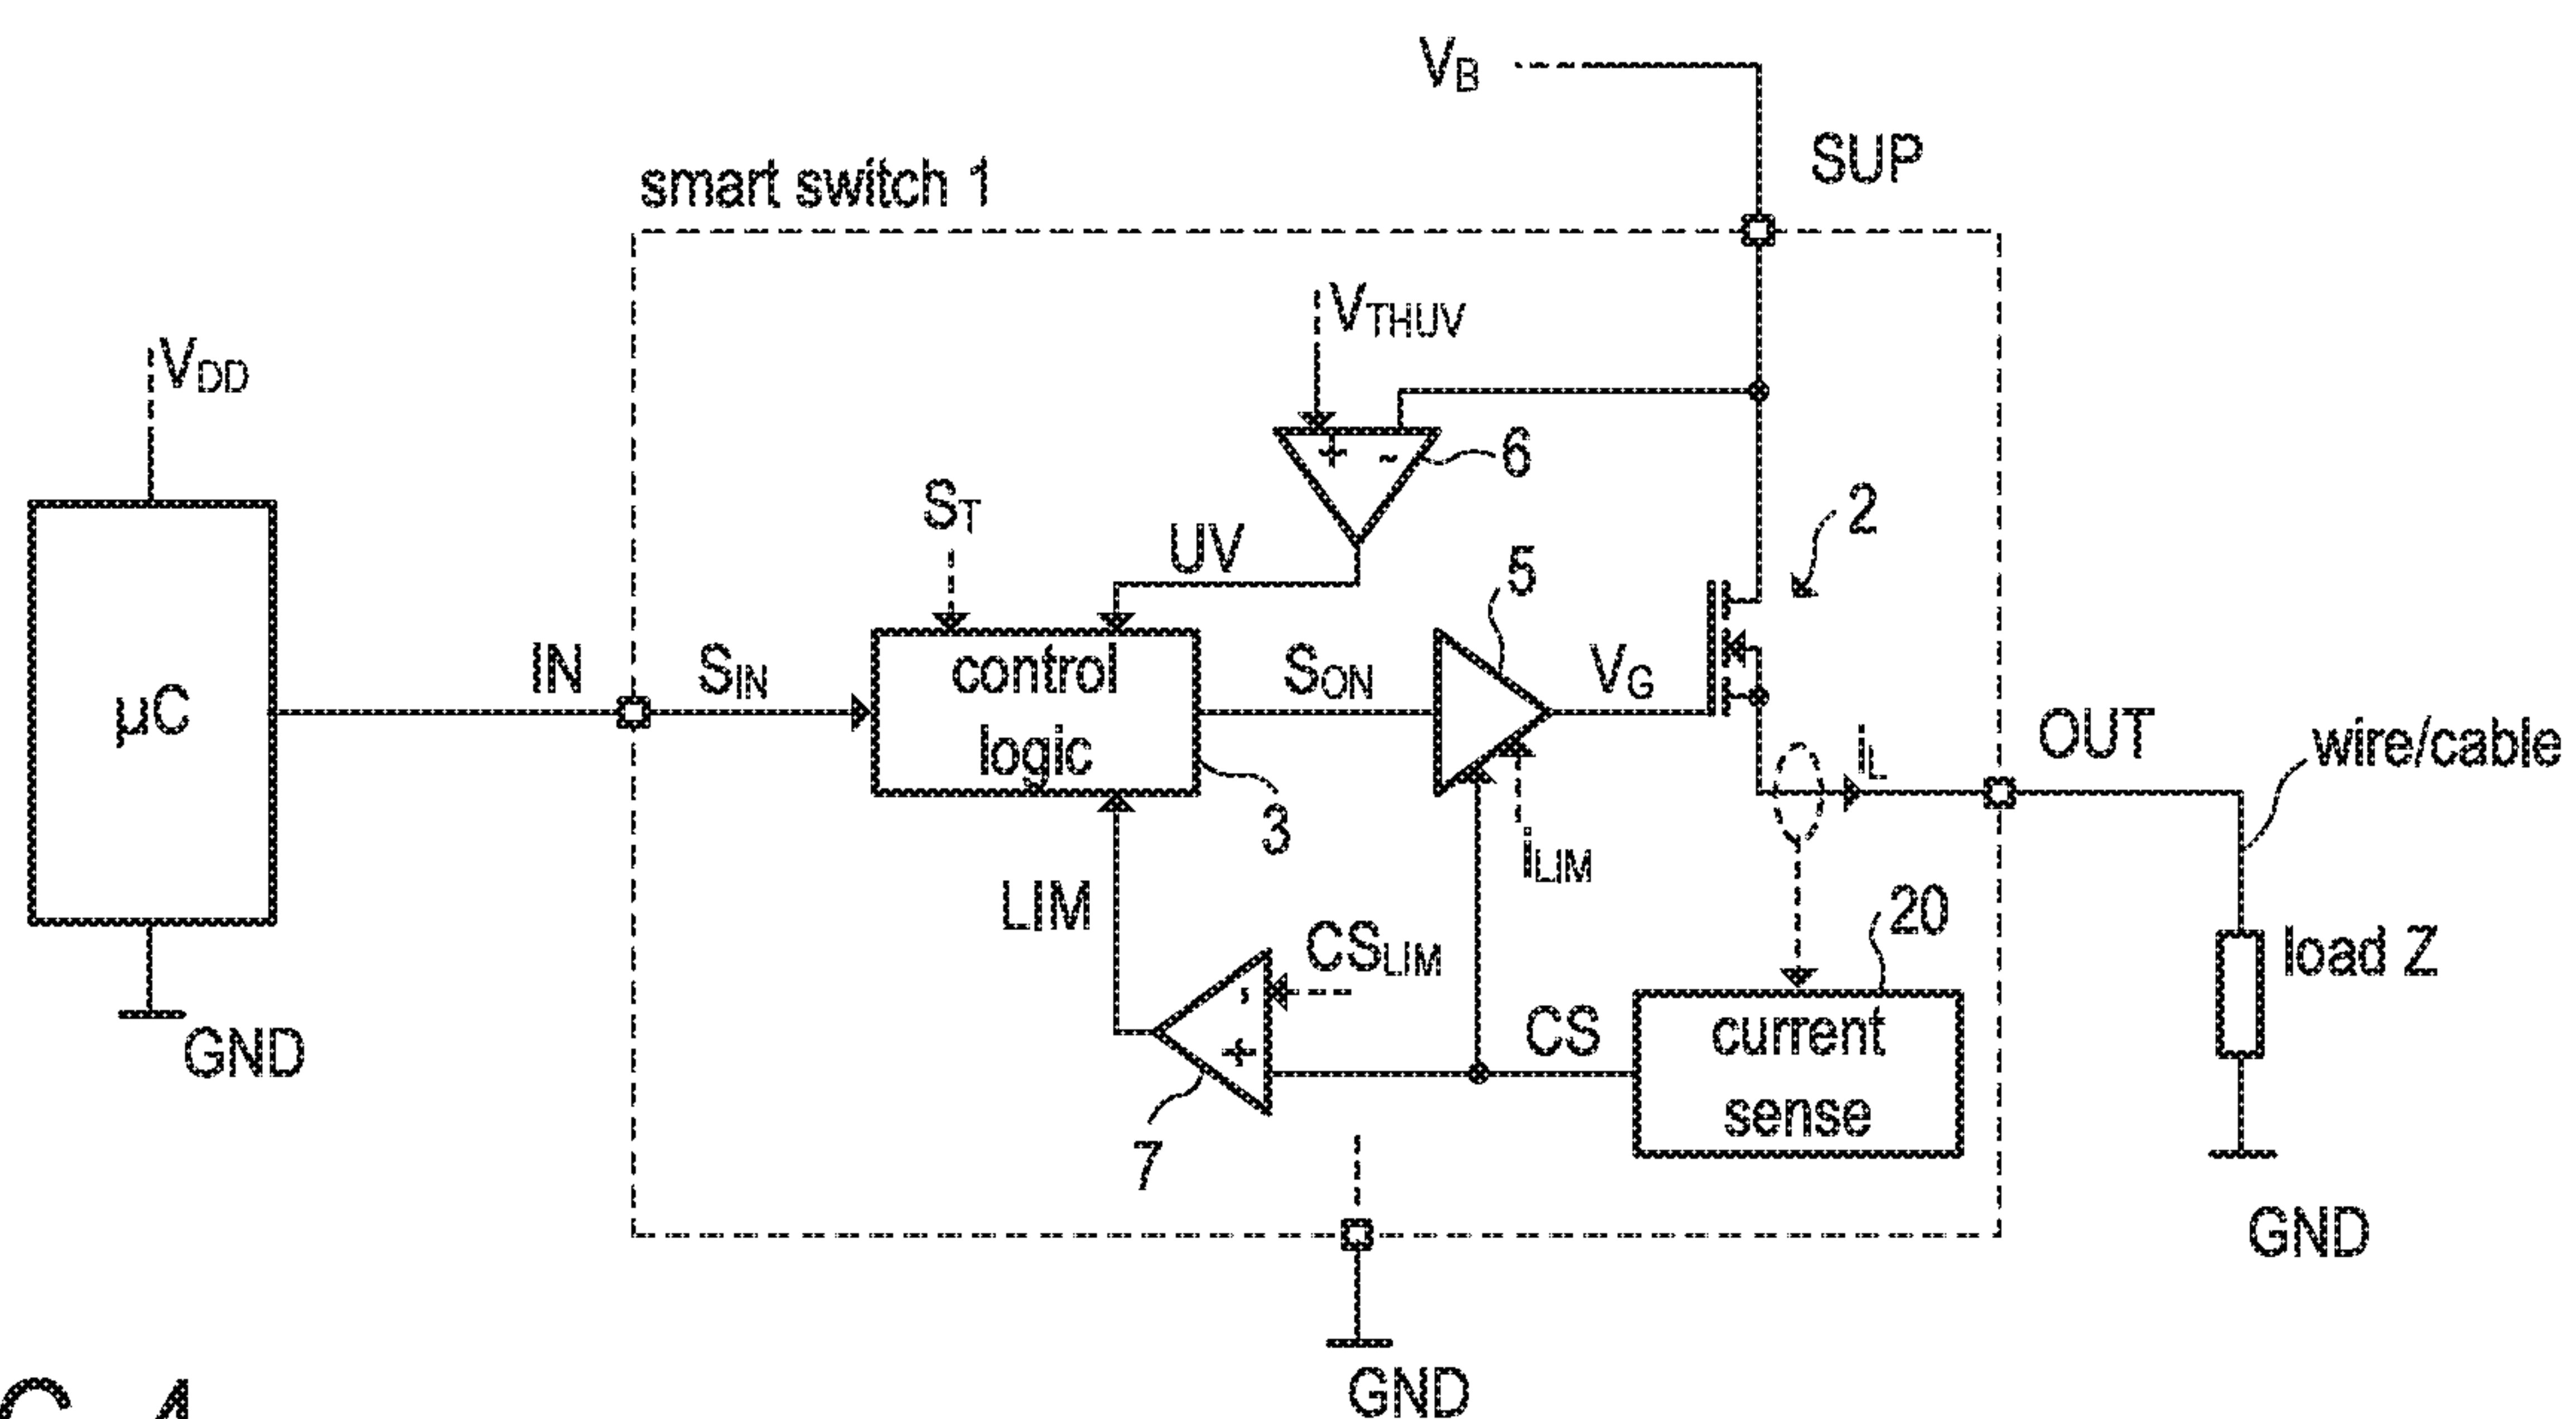 VB
SUP
smart switch 1
VTHUV
VDD
+ -
6
ST
2
UV
5
IN
SIN
control
logic
SON
VG
µC
iL
OUT
wire/cable
3
iLIM
LIM
20
CSLIM
load Z
-
+
CS
current
sense
GND
7
GND
GND